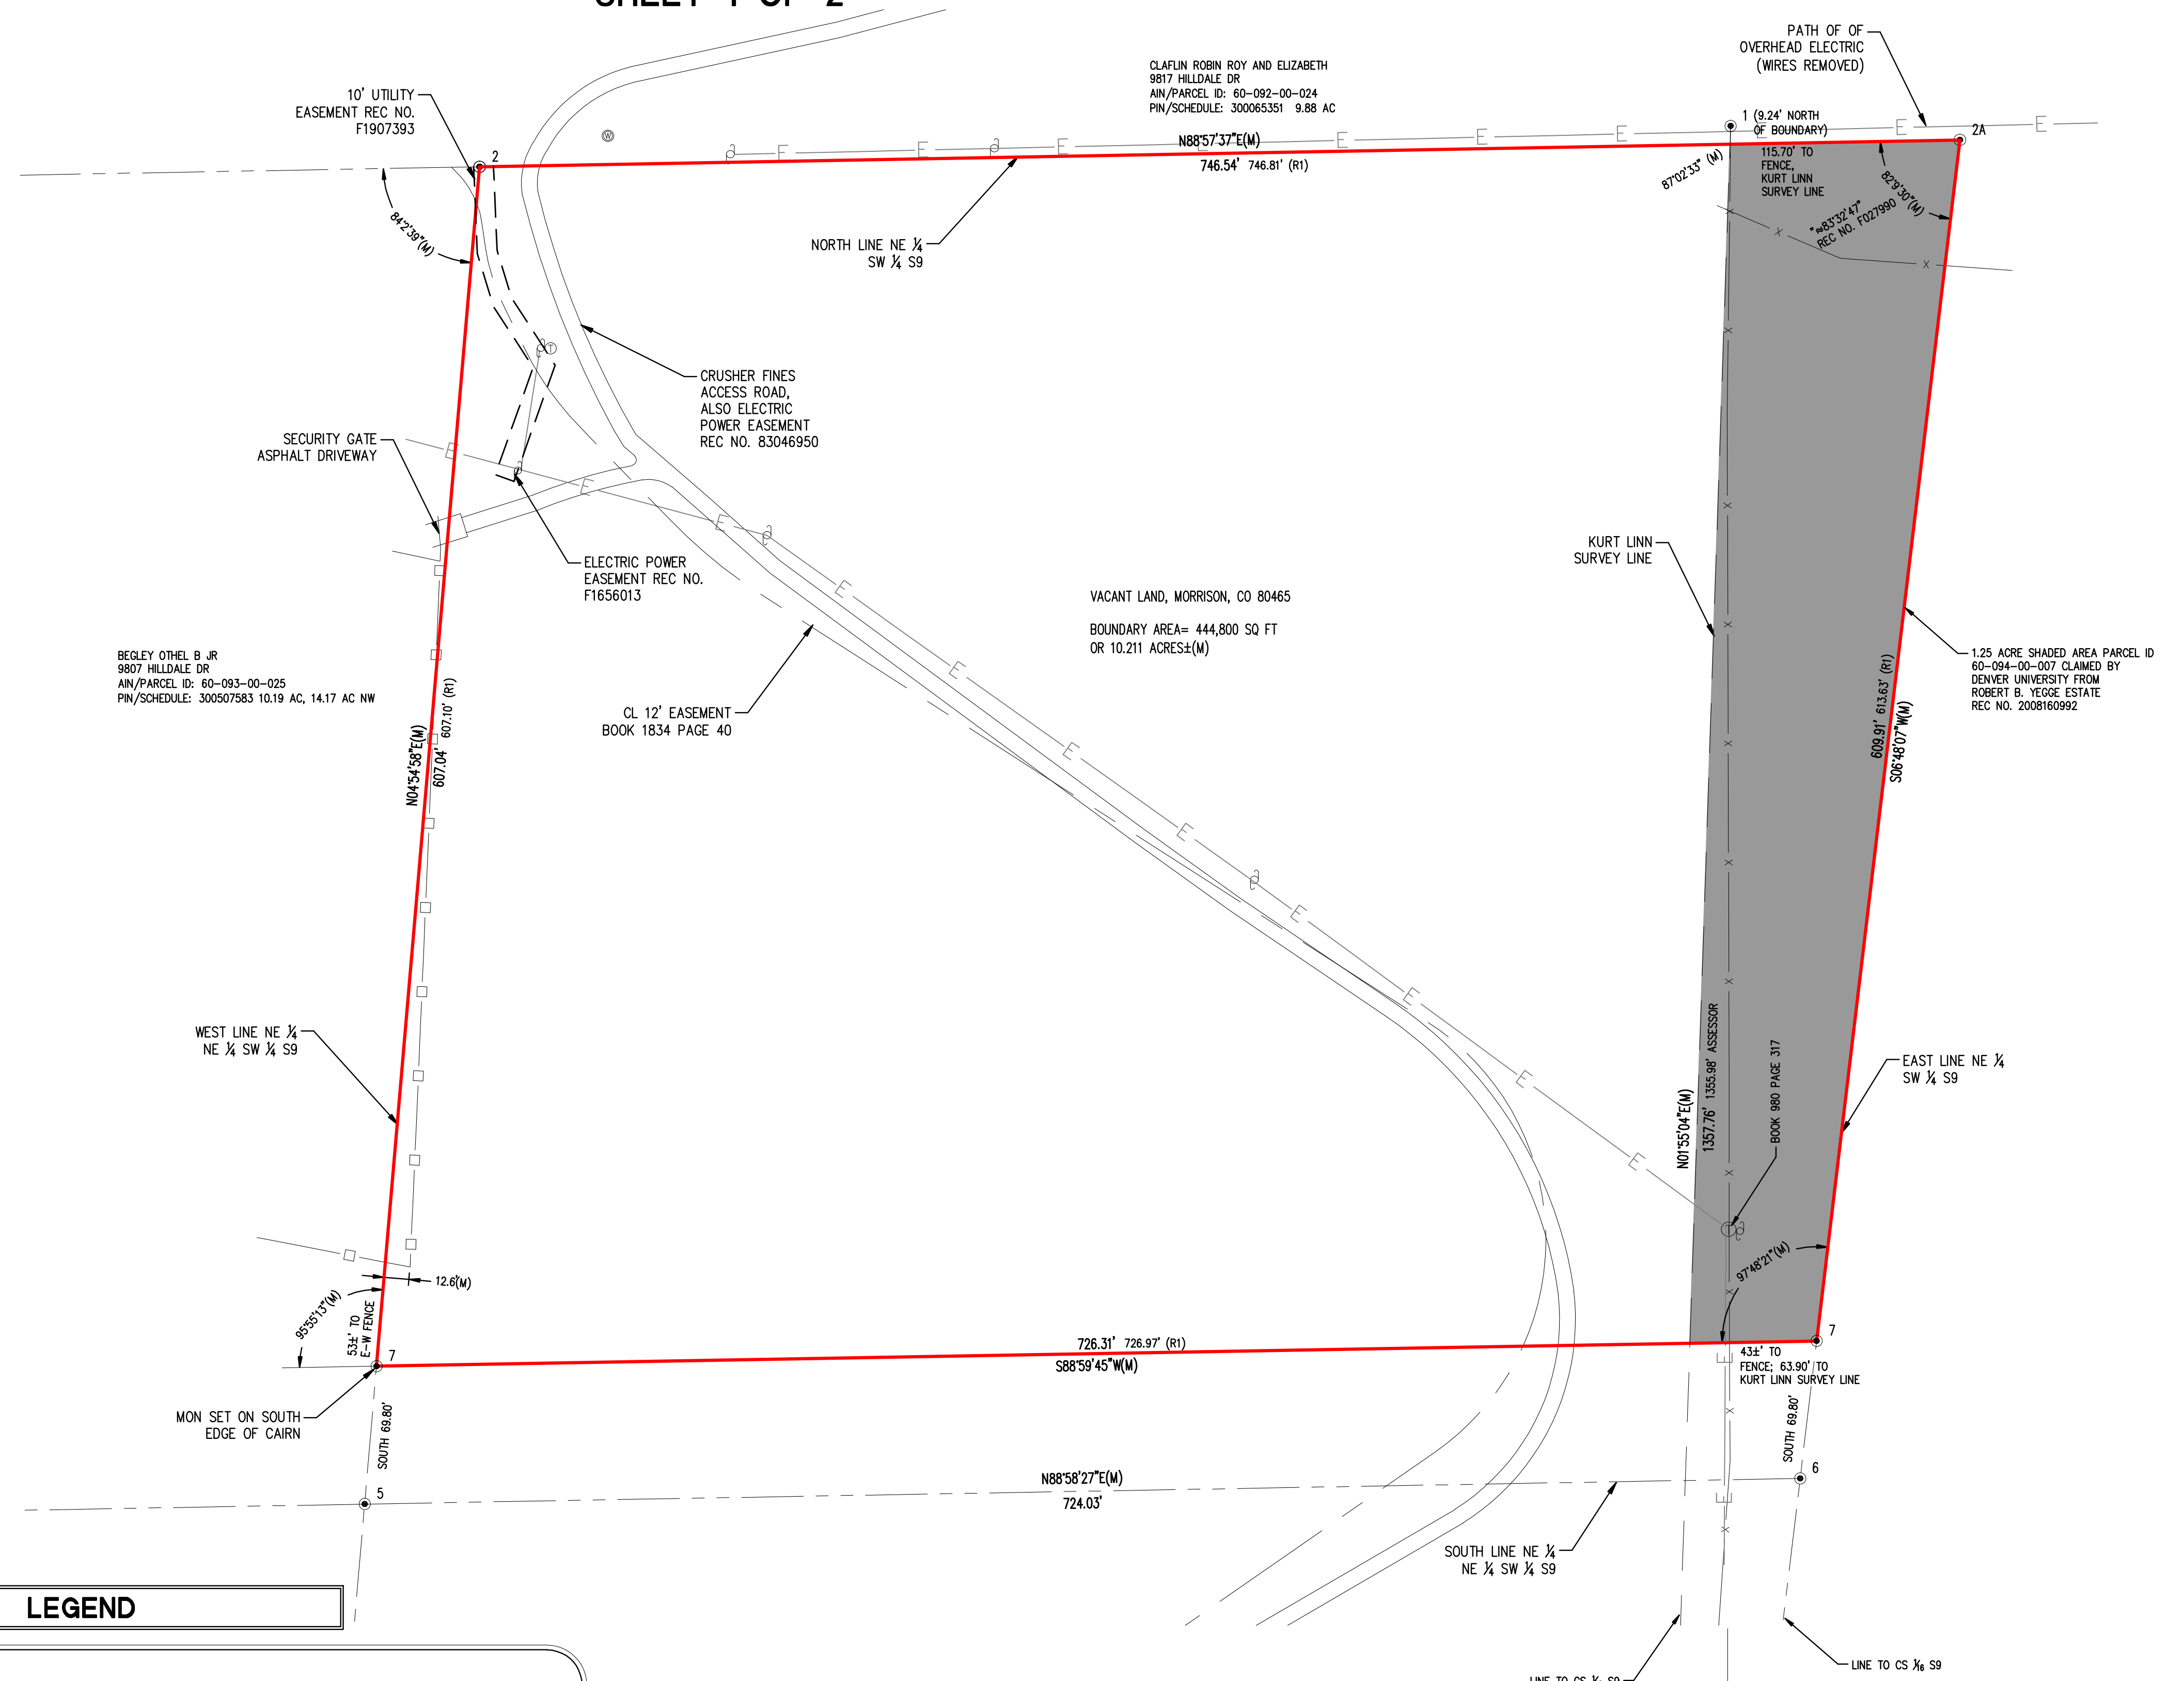 SHEET 1 OF 2
PATH OF OF
OVERHEAD ELECTRIC
(WIRES REMOVED)
CLAFLIN ROBIN ROY AND ELIZABETH
9817 HILLDALE DR
AIN/PARCEL ID: 60-092-00-024
PIN/SCHEDULE: 300065351 9.88 AC
10' UTILITY
EASEMENT REC NO.
F1907393
W
1 (9.24' NORTH
OF BOUNDARY)
2A
2
E E E E E E E E E E
N88°57'37"E(M)
746.54' 746.81' (R1)
87°02'33" (M)
115.70' TO
FENCE,
KURT LINN
SURVEY LINE
82°9'30"(M)
"≈83°32'47"
REC NO. F027990
84°2'39"(M)
NORTH LINE NE ¼
SW ¼ S9
T
CRUSHER FINES
ACCESS ROAD,
ALSO ELECTRIC
POWER EASEMENT
REC NO. 83046950
SECURITY GATE
ASPHALT DRIVEWAY
ELECTRIC POWER
EASEMENT REC NO.
F1656013
KURT LINN
SURVEY LINE
VACANT LAND, MORRISON, CO 80465
BOUNDARY AREA= 444,800 SQ FT
OR 10.211 ACRES±(M)
BEGLEY OTHEL B JR
9807 HILLDALE DR
AIN/PARCEL ID: 60-093-00-025
PIN/SCHEDULE: 300507583 10.19 AC, 14.17 AC NW
1.25 ACRE SHADED AREA PARCEL ID
60-094-00-007 CLAIMED BY
DENVER UNIVERSITY FROM
ROBERT B. YEGGE ESTATE
REC NO. 2008160992
CL 12' EASEMENT
BOOK 1834 PAGE 40
N04°54'58"E(M)
607.04' 607.10' (R1)
609.91' 613.63' (R1)
S06°48'07"W(M)
WEST LINE NE ¼
NE ¼ SW ¼ S9
N01°55'04"E(M)
1357.76' 1355.98' ASSESSOR
BOOK 980 PAGE 317
EAST LINE NE ¼
SW ¼ S9
T
97°48'21"(M)
12.6'(M)
95°55'13"(M)
53±' TO
E-W FENCE
7
726.31' 726.97' (R1)
S88°59'45"W(M)
7
43±' TO
FENCE; 63.90' TO
KURT LINN SURVEY LINE
MON SET ON SOUTH
EDGE OF CAIRN
SOUTH 69.80'
SOUTH 69.80'
5
N88°58'27"E(M)
724.03'
6
SOUTH LINE NE ¼
NE ¼ SW ¼ S9
LEGEND
LINE TO CS 1/16 S9
LINE TO CS
S9